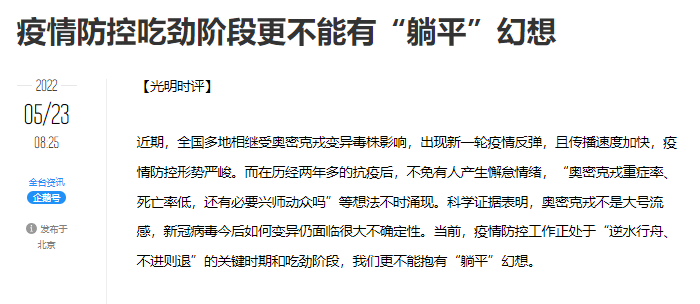 疫情防控吃劲阶段更不能有“躺平”幻想
2022
05/23
08:25
全台资讯
企鹅号
发布于
北京
【光明时评】
近期，全国多地相继受奥密克戎变异毒株影响，出现新一轮疫情反弹，且传播速度加快，疫
情防控形势严峻。而在历经两年多的抗疫后，不免有人产生懈怠情绪，“奥密克戎重症率、
死亡率低，还有必要兴师动众吗”等想法不时涌现。科学证据表明，奥密克戎不是大号流
感，新冠病毒今后如何变异仍面临很大不确定性。当前，疫情防控工作正处于“逆水行舟、
不进则退”的关键时期和吃劲阶段，我们更不能抱有“躺平”幻想。